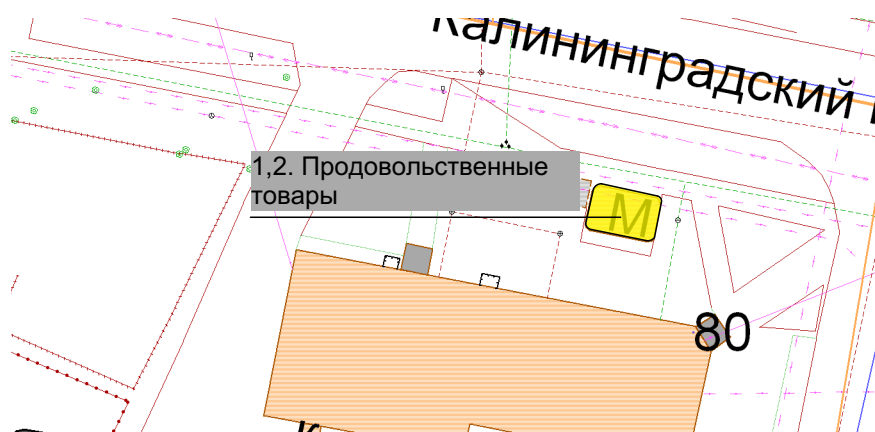 Калининградский
1,2. Продовольственные
товары
М
80
к